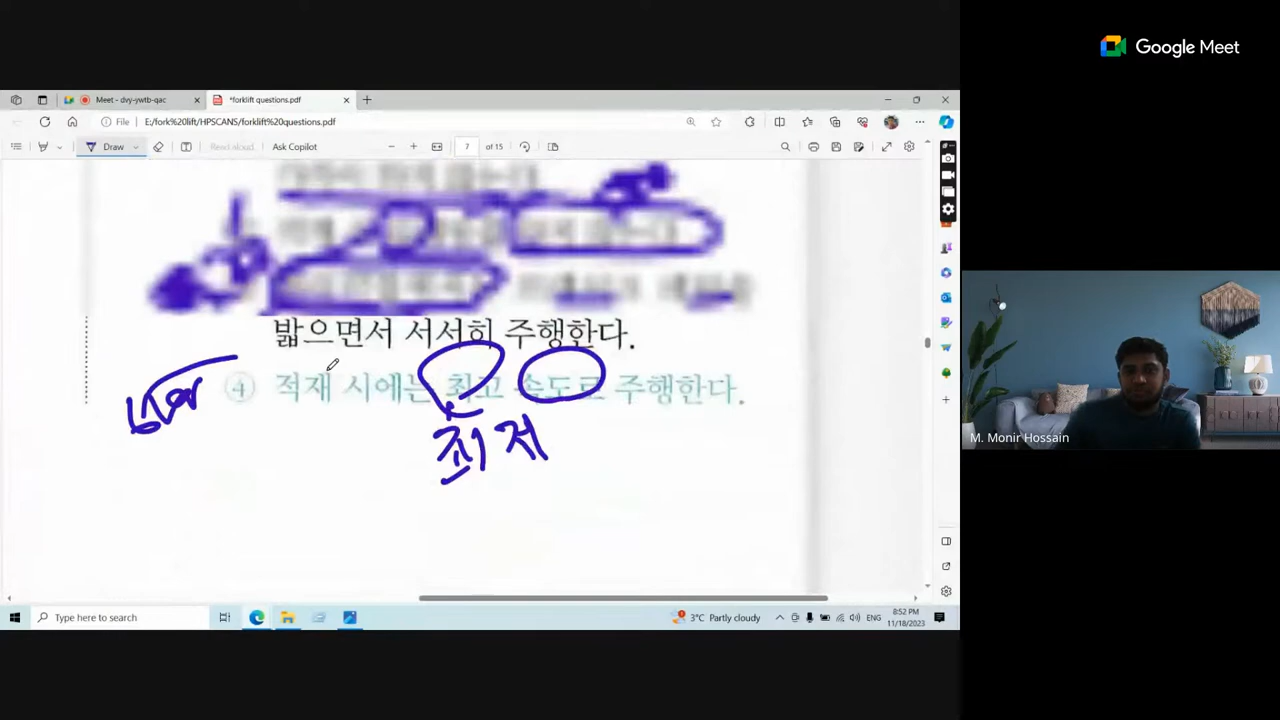 Google Meet
Meet - dvy-ywtb-qac
*forklift questions.pdf
File
E:/fork%20lift/HPSCANS/forklift%20questions.pdf
Draw
Read aloud
Ask Copilot
7
of 15
밟으면서 서서히 주행한다.
④ 적재 시에는 최고 속도로 주행한다.
최저
M. Monir Hossain
Type here to search
3°C Partly cloudy
ENG
8:52 PM
11/18/2023